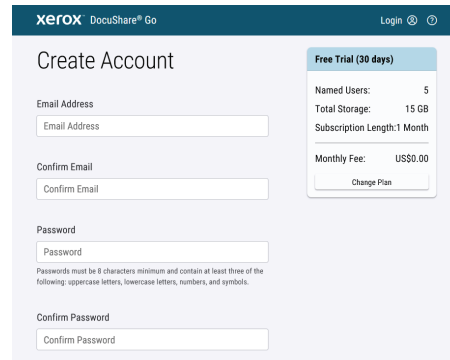 xerox™ DocuShare® Go
Login
Create Account
Email Address
Email Address
Confirm Email
Confirm Email
Password
Password
Passwords must be 8 characters minimum and contain at least three of the
following: uppercase letters, lowercase letters, numbers, and symbols.
Confirm Password
Confirm Password
Free Trial (30 days)
Named Users: 5
Total Storage: 15 GB
Subscription Length:1 Month
Monthly Fee: US$0.00
Change Plan